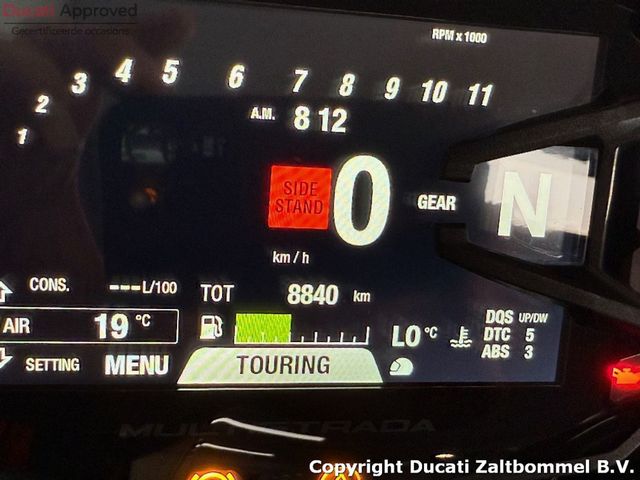 Ducati Approved
Gecertificeerde occasions
RPM x 1000
1 2 3 4 5 6 7 8 9 10 11
A.M. 8 12
SIDE STAND
0
km / h
GEAR N
CONS. ---L/100
TOT 8840 km
AIR 19 °C
LO °C
DQS UP/DW
DTC 5
ABS 3
SETTING MENU
TOURING
MULTISTRADA
Copyright Ducati Zaltbommel B.V.